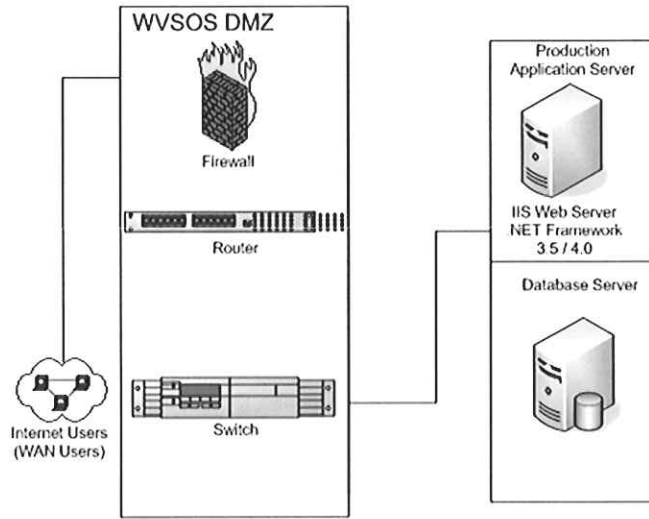 WVSOS DMZ
Firewall
Router
Switch
Internet Users
(WAN Users)
Production
Application Server
IIS Web Server
.NET Framework
3.5 / 4.0
Database Server